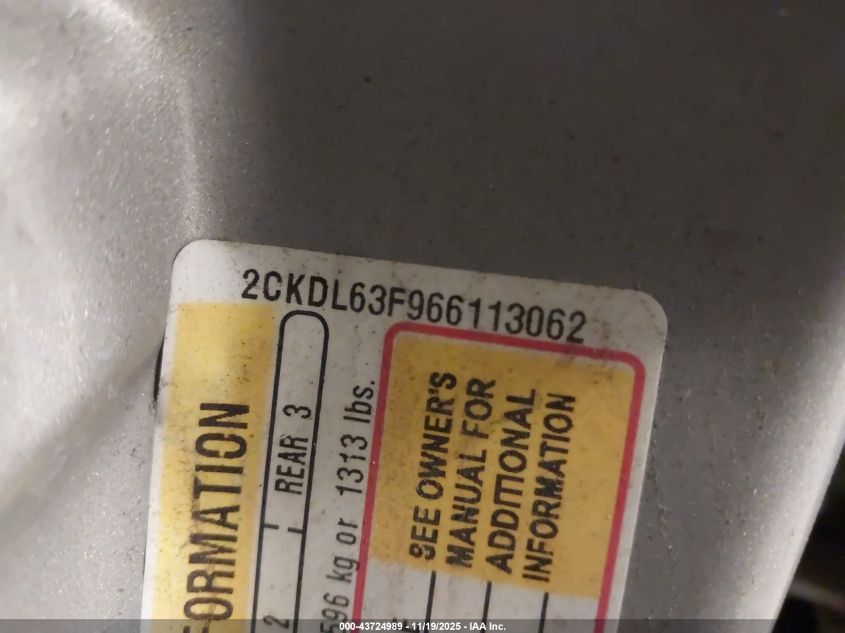 2CKDL63F966113062
FORMATION
2 REAR 3
596 kg or 1313 lbs.
SEE OWNER'S
MANUAL FOR
ADDITIONAL
INFORMATION
000-43724989 - 11/19/2025 - IAA Inc.